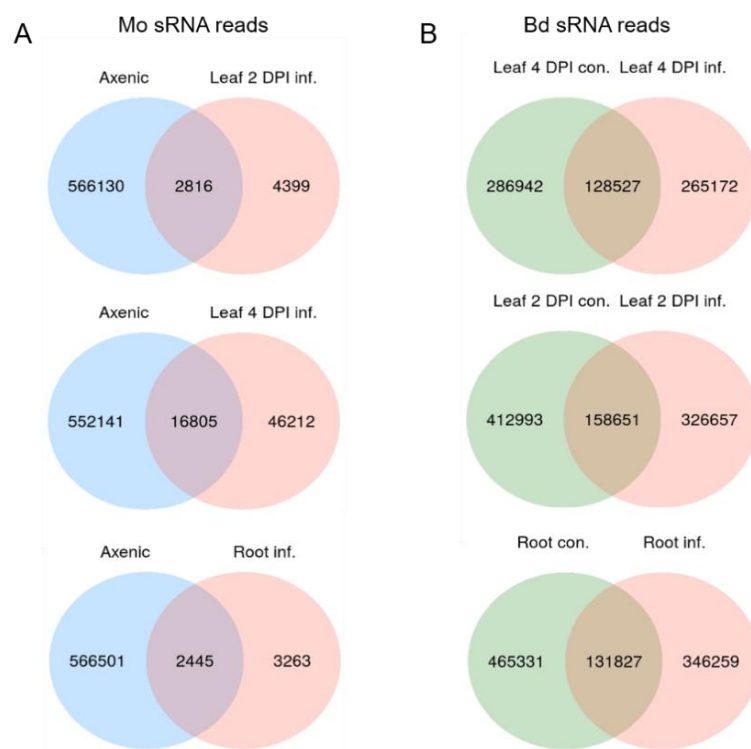 A
Mo sRNA reads
Axenic Leaf 2 DPI inf.
566130 2816 4399
Axenic Leaf 4 DPI inf.
552141 16805 46212
Axenic Root inf.
566501 2445 3263
B
Bd sRNA reads
Leaf 4 DPI con. Leaf 4 DPI inf.
286942 128527 265172
Leaf 2 DPI con. Leaf 2 DPI inf.
412993 158651 326657
Root con. Root inf.
465331 131827 346259